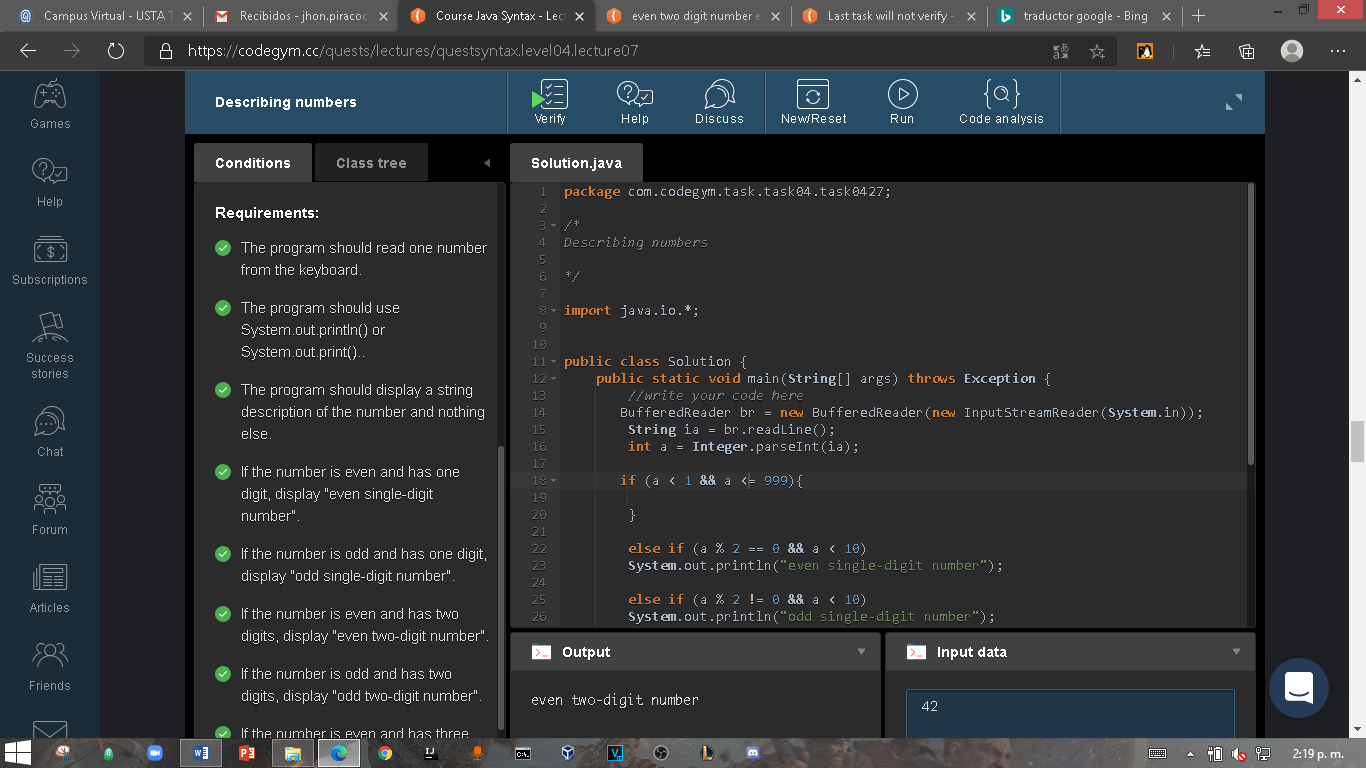 Campus Virtual - USTA T
Recibidos - jhon.piracoc
Course Java Syntax - Lec
even two digit number e
Last task will not verify -
traductor google - Bing
https://codegym.cc/quests/lectures/questsyntax.level04.lecture07
Games
Help
Subscriptions
Success
stories
Chat
Forum
Articles
Friends
Describing numbers
Verify
Help
Discuss
New/Reset
Run
Code analysis
Conditions
Class tree
Requirements:
The program should read one number
from the keyboard.
The program should use
System.out.println() or
System.out.print()..
The program should display a string
description of the number and nothing
else.
If the number is even and has one
digit, display "even single-digit
number".
If the number is odd and has one digit,
display "odd single-digit number".
If the number is even and has two
digits, display "even two-digit number".
If the number is odd and has two
digits, display "odd two-digit number".
If the number is even and has three
Solution.java
1 package com.codegym.task.task04.task0427;
2
3 /*
4 Describing numbers
5
6 */
7
8 import java.io.*;
9
10
11 public class Solution {
12 public static void main(String[] args) throws Exception {
13 //write your code here
14 BufferedReader br = new BufferedReader(new InputStreamReader(System.in));
15 String ia = br.readLine();
16 int a = Integer.parseInt(ia);
17
18 if (a < 1 && a <= 999){
19
20 }
21
22 else if (a % 2 == 0 && a < 10)
23 System.out.println("even single-digit number");
24
25 else if (a % 2 != 0 && a < 10)
26 System.out.println("odd single-digit number");
Output
even two-digit number
Input data
42
2:19 p. m.